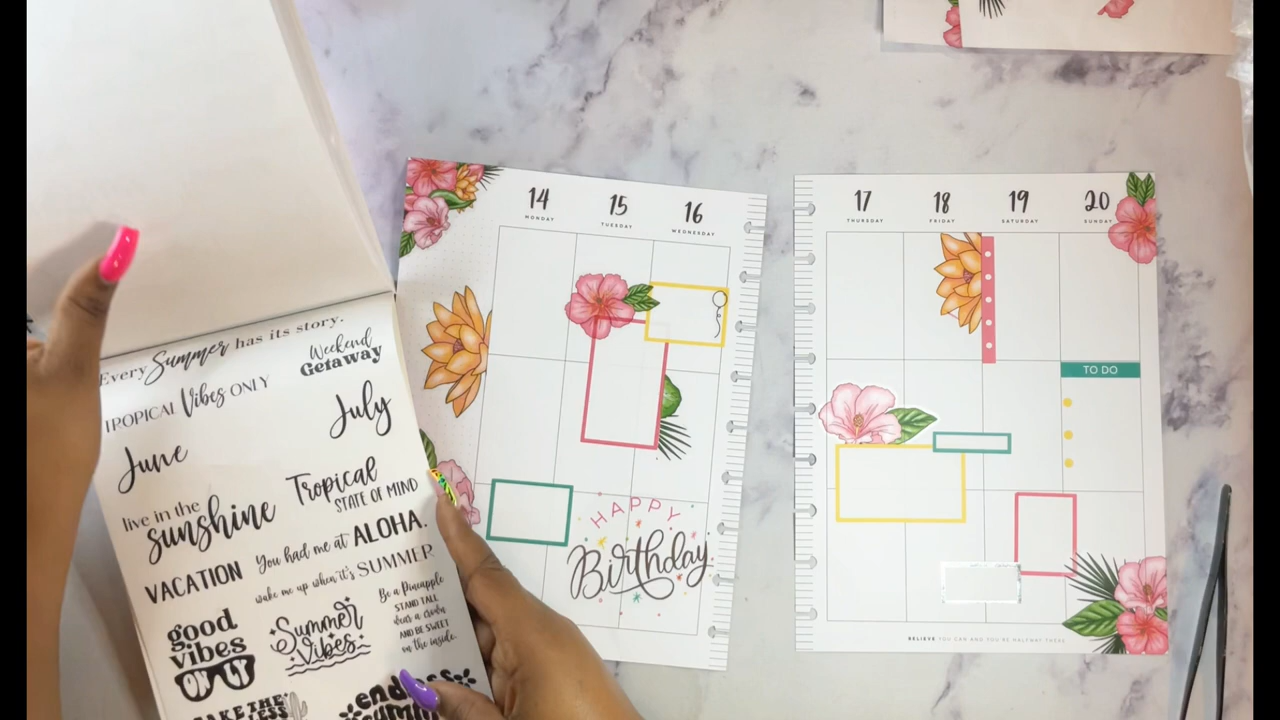 Every Summer has its story.
Weekend
Getaway
TROPICAL Vibes ONLY
July
June
Tropical
STATE OF MIND
live in the
sunshine
You had me at ALOHA.
VACATION
wake me up when it's SUMMER.
Be a Pineapple
STAND TALL
wear a crown
AND BE SWEET
on the inside.
good
vibes
ONLY
Summer
Vibes
endless
14
MONDAY
15
TUESDAY
16
WEDNESDAY
HAPPY
Birthday
17
THURSDAY
18
FRIDAY
19
SATURDAY
20
SUNDAY
TO DO
BELIEVE YOU CAN AND YOU'RE HALFWAY THERE